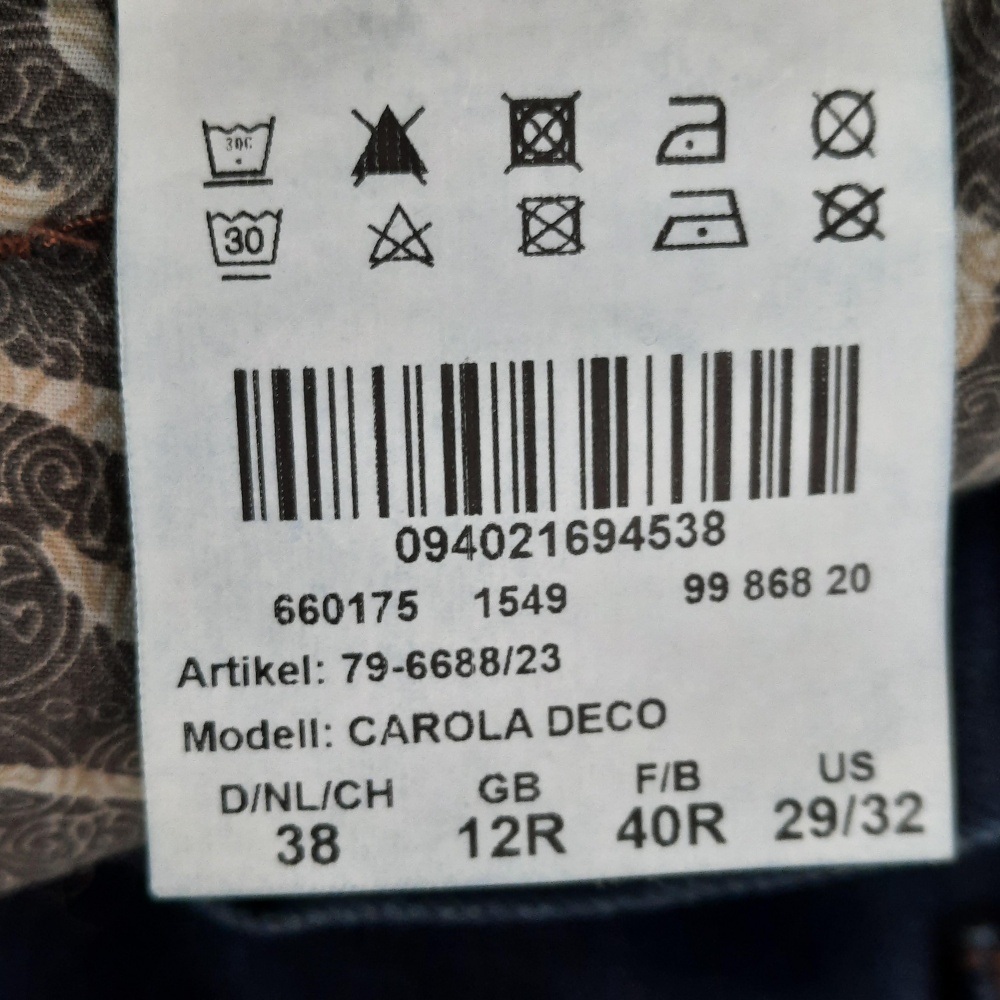 30C
30
094021694538
660175 1549 99 868 20
Artikel: 79-6688/23
Modell: CAROLA DECO
D/NL/CH GB F/B US
38 12R 40R 29/32